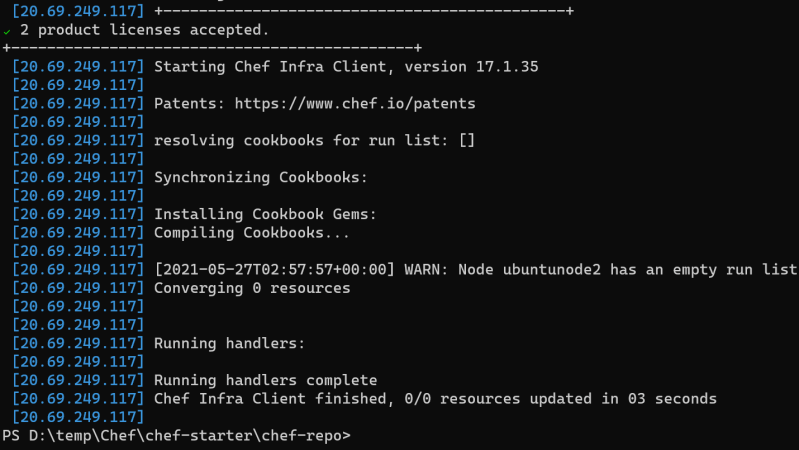 [20.69.249.117] +--------------------------------------------+
✓ 2 product licenses accepted.
+---------------------------------------------+
[20.69.249.117] Starting Chef Infra Client, version 17.1.35
[20.69.249.117]
[20.69.249.117] Patents: https://www.chef.io/patents
[20.69.249.117]
[20.69.249.117] resolving cookbooks for run list: []
[20.69.249.117]
[20.69.249.117] Synchronizing Cookbooks:
[20.69.249.117]
[20.69.249.117] Installing Cookbook Gems:
[20.69.249.117] Compiling Cookbooks...
[20.69.249.117]
[20.69.249.117] [2021-05-27T02:57:57+00:00] WARN: Node ubuntunode2 has an empty run list
[20.69.249.117] Converging 0 resources
[20.69.249.117]
[20.69.249.117]
[20.69.249.117] Running handlers:
[20.69.249.117]
[20.69.249.117] Running handlers complete
[20.69.249.117] Chef Infra Client finished, 0/0 resources updated in 03 seconds
[20.69.249.117]
PS D:\temp\Chef\chef-starter\chef-repo>